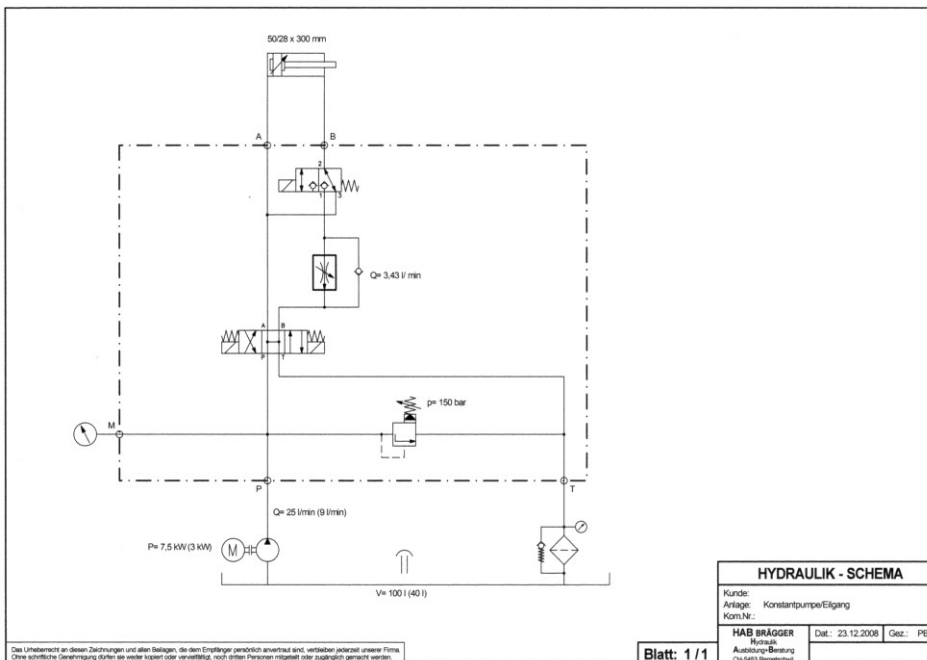 50/28 x 300 mm
A
B
2
1
3
Q= 3,43 l/ min
A
B
P
T
p= 150 bar
M
P
T
Q= 25 l/min (9 l/min)
P= 7,5 kW (3 kW)
M
V= 100 l (40 l)
HYDRAULIK - SCHEMA
Kunde:
Anlage: Konstantpumpe/Eilgang
Kom.Nr.:
HAB BRÄGGER
Hydraulik
Ausbildung+Beratung
Dat.: 23.12.2008
Gez.: PB
Blatt: 1/1
Das Urheberrecht an diesen Zeichnungen und allen Beilagen, die dem Empfänger persönlich anvertraut sind, verbleiben jederzeit unserer Firma.
Ohne schriftliche Genehmigung dürfen sie weder kopiert oder vervielfältigt, noch dritten Personen mitgeteilt oder zugänglich gemacht werden.